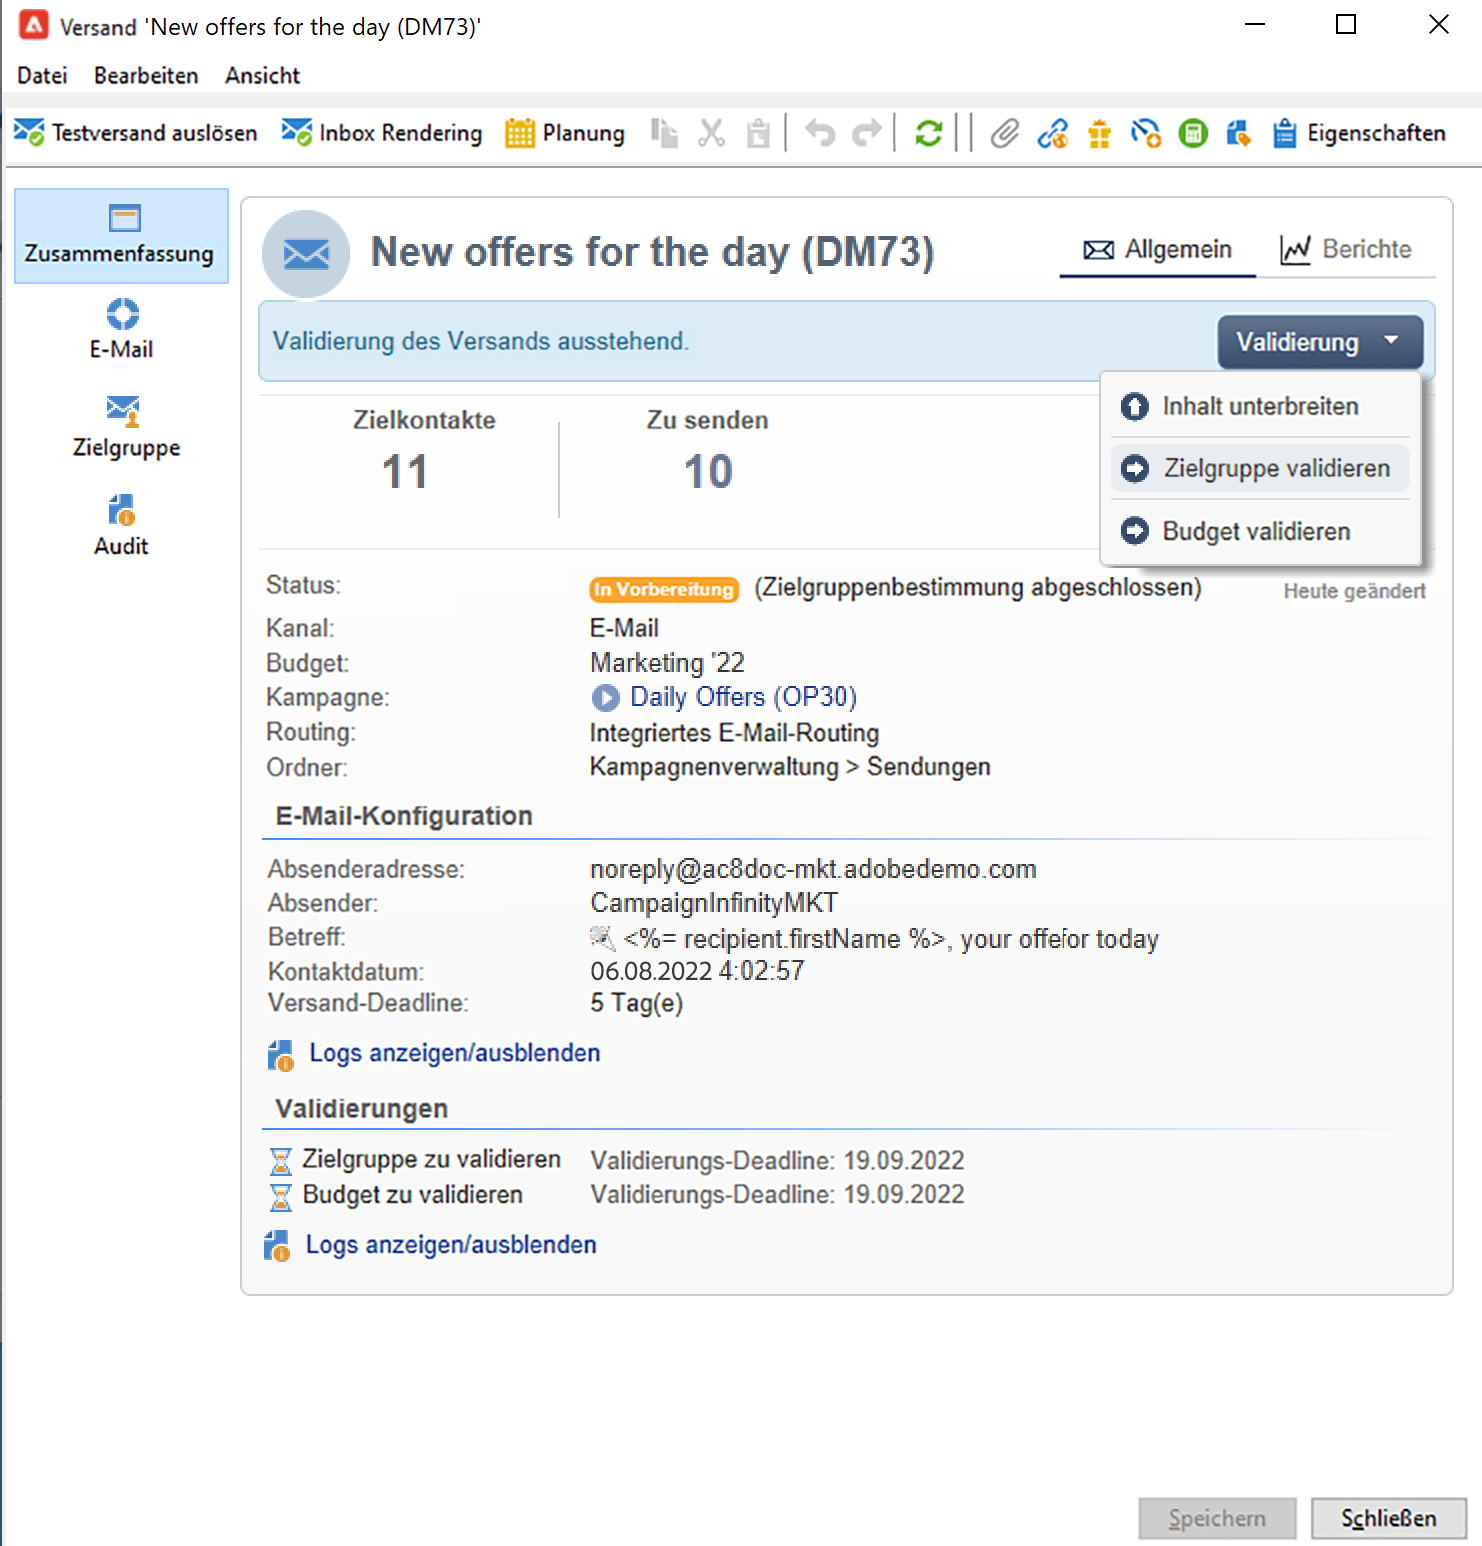 Versand 'New offers for the day (DM73)'
Datei Bearbeiten Ansicht
Testversand auslösen Inbox Rendering Planung Eigenschaften
Zusammenfassung
E-Mail
Zielgruppe
Audit
New offers for the day (DM73)
Allgemein Berichte
Validierung des Versands ausstehend.
Validierung
Inhalt unterbreiten
Zielgruppe validieren
Budget validieren
Zielkontakte Zu senden
11 10
Status: In Vorbereitung (Zielgruppenbestimmung abgeschlossen) Heute geändert
Kanal: E-Mail
Budget: Marketing '22
Kampagne: Daily Offers (OP30)
Routing: Integriertes E-Mail-Routing
Ordner: Kampagnenverwaltung > Sendungen
E-Mail-Konfiguration
Absenderadresse: noreply@ac8doc-mkt.adobedemo.com
Absender: CampaignInfinityMKT
Betreff: <%= recipient.firstName %>, your offefor today
Kontaktdatum: 06.08.2022 4:02:57
Versand-Deadline: 5 Tag(e)
Logs anzeigen/ausblenden
Validierungen
Zielgruppe zu validieren Validierungs-Deadline: 19.09.2022
Budget zu validieren Validierungs-Deadline: 19.09.2022
Logs anzeigen/ausblenden
Speichern Schließen